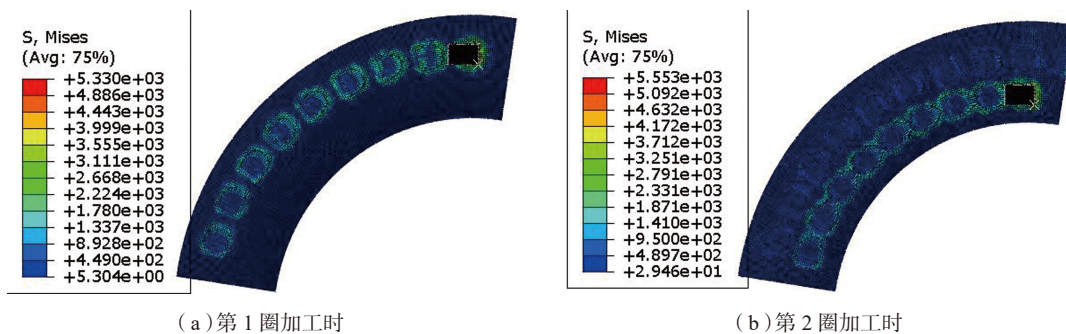 S, Mises
(Avg: 75%)
+5.330e+03
+4.886e+03
+4.443e+03
+3.999e+03
+3.555e+03
+3.111e+03
+2.668e+03
+2.224e+03
+1.780e+03
+1.337e+03
+8.928e+02
+4.490e+02
+5.304e+00
(a)第1圈加工时
S, Mises
(Avg: 75%)
+5.553e+03
+5.092e+03
+4.632e+03
+4.172e+03
+3.712e+03
+3.251e+03
+2.791e+03
+2.331e+03
+1.871e+03
+1.410e+03
+9.500e+02
+4.897e+02
+2.946e+01
(b)第2圈加工时